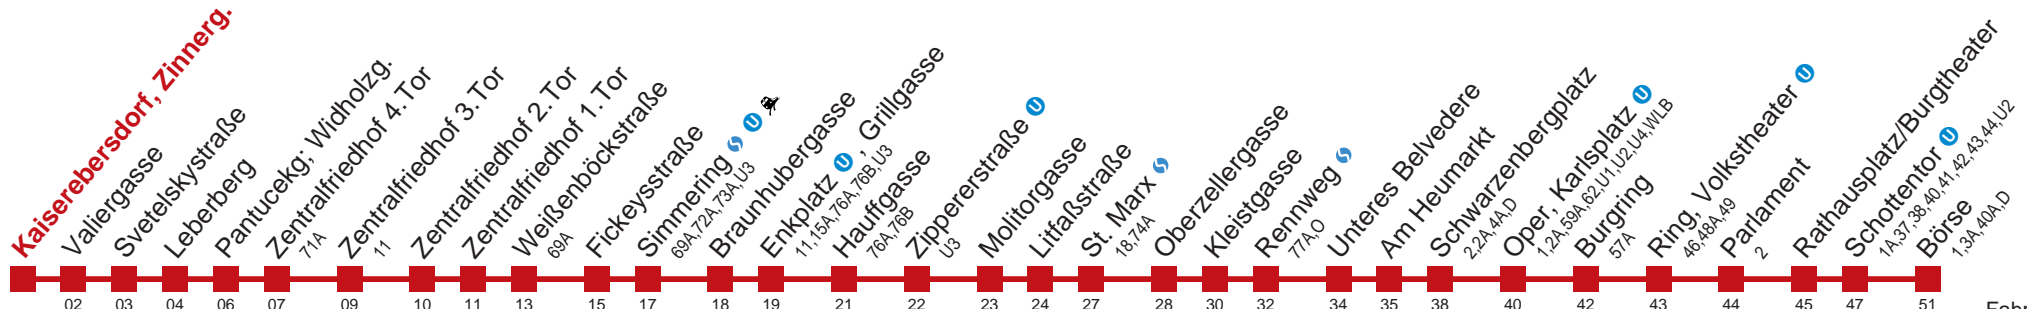 Kaiserebersdorf, Zinnerg.
Valiergasse
02
Svetelskystraße
03
Leberberg
04
Pantucekg; Widholzg.
06
Zentralfriedhof 4.Tor
71A
07
Zentralfriedhof 3.Tor
11
09
Zentralfriedhof 2.Tor
10
Zentralfriedhof 1.Tor
11
Weißenböckstraße
69A
13
Fickeysstraße
15
Simmering S U
69A,72A,73A,U3
17
Braunhubergasse
18
Enkplatz U , Grillgasse
11,15A,76A,76B,U3
19
Hauffgasse
76A,76B
21
Zippererstraße U
U3
22
Molitorgasse
23
Litfaßstraße
24
St. Marx S
18,74A
27
Oberzellergasse
28
Kleistgasse
30
Rennweg S
77A,O
32
Unteres Belvedere
34
Am Heumarkt
35
Schwarzenbergplatz
2,2A,4A,D
38
Oper, Karlsplatz U
1,2A,59A,62,U1,U2,U4,WLB
40
Burgring
57A
42
Ring, Volkstheater U
46,48A,49
43
Parlament
2
44
Rathausplatz/Burgtheater
45
Schottentor U
1A,37,38,40,41,42,43,44,U2
47
Börse
1,3A,40A,D
51